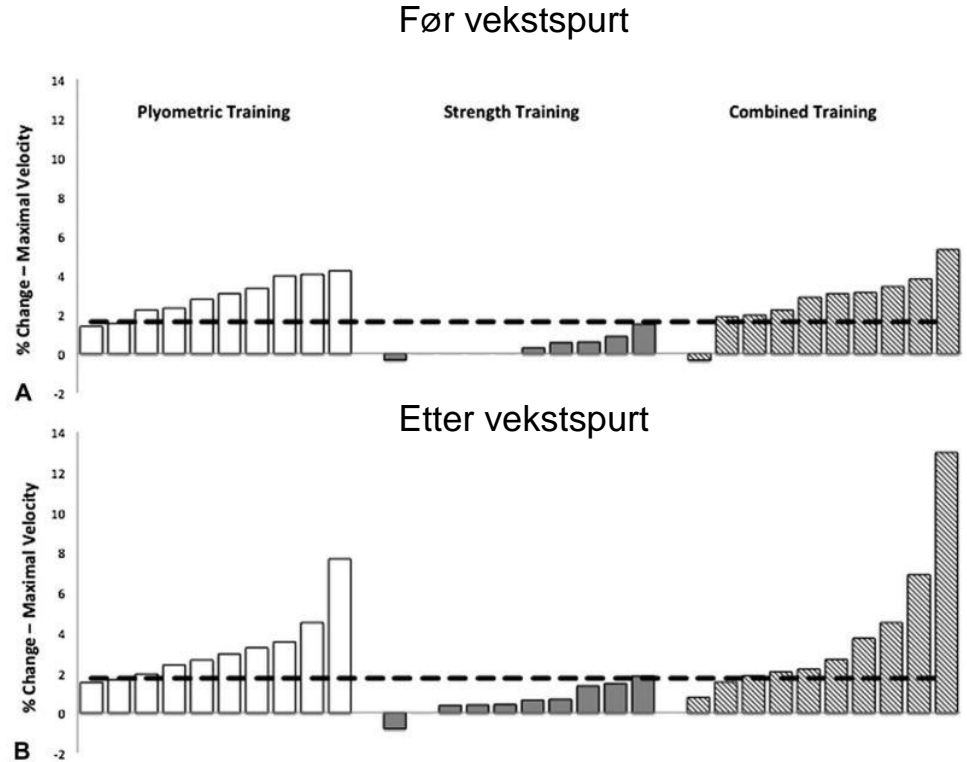 Før vekstspurt
14
12
10
8
6
4
2
0
-2
% Change – Maximal Velocity
Plyometric Training
Strength Training
Combined Training
A
Etter vekstspurt
14
12
10
8
6
4
2
0
-2
% Change – Maximal Velocity
B